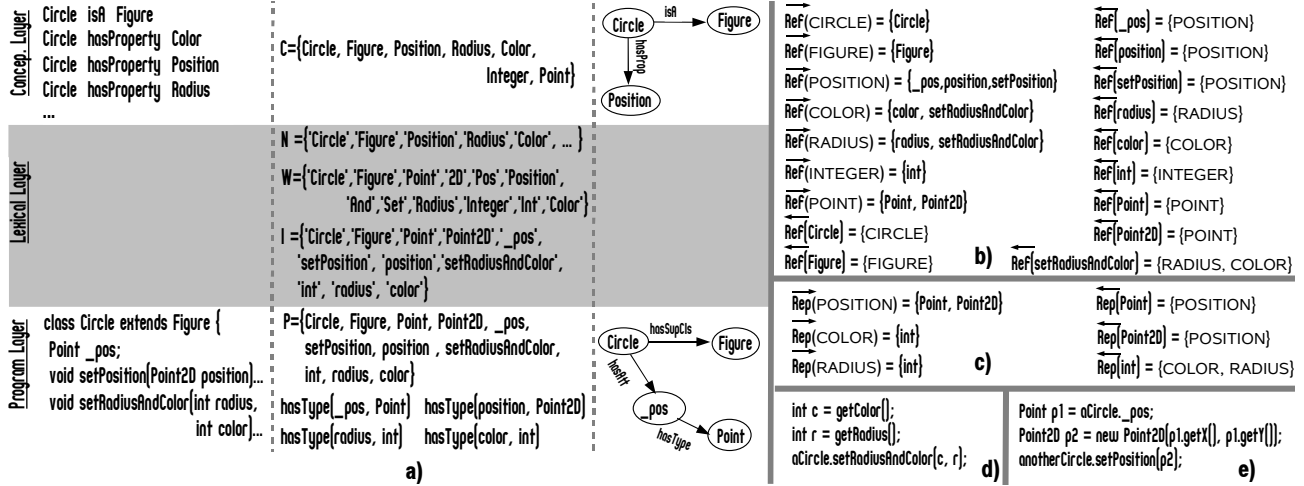 Concep. Layer
Circle isA Figure
Circle hasProperty Color
Circle hasProperty Position
Circle hasProperty Radius
...
C={Circle, Figure, Position, Radius, Color,
Integer, Point}
Circle
isA
Figure
hasProp
Position
Lexical Layer
N ={'Circle','Figure','Position','Radius','Color', ... }
W={'Circle','Figure','Point','2D','Pos','Position',
'And','Set','Radius','Integer','Int','Color'}
I ={'Circle','Figure','Point','Point2D','_pos',
'setPosition', 'position','setRadiusAndColor',
'int', 'radius', 'color'}
Program Layer
class Circle extends Figure {
Point _pos;
void setPosition(Point2D position)...
void setRadiusAndColor(int radius,
int color)...
P={Circle, Figure, Point, Point2D, _pos,
setPosition, position , setRadiusAndColor,
int, radius, color}
hasType(_pos, Point) hasType(position, Point2D)
hasType(radius, int) hasType(color, int)
Circle
hasSupCls
Figure
hasAtt
_pos
hasType
Point
a)
Ref(CIRCLE) = {Circle}
Ref(FIGURE) = {Figure}
Ref(POSITION) = {_pos,position,setPosition}
Ref(COLOR) = {color, setRadiusAndColor}
Ref(RADIUS) = {radius, setRadiusAndColor}
Ref(INTEGER) = {int}
Ref(POINT) = {Point, Point2D}
Ref(Circle) = {CIRCLE}
Ref(Figure) = {FIGURE}
Ref(_pos) = {POSITION}
Ref(position) = {POSITION}
Ref(setPosition) = {POSITION}
Ref(radius) = {RADIUS}
Ref(color) = {COLOR}
Ref(int) = {INTEGER}
Ref(Point) = {POINT}
Ref(Point2D) = {POINT}
b) Ref(setRadiusAndColor) = {RADIUS, COLOR}
Rep(POSITION) = {Point, Point2D}
Rep(COLOR) = {int}
Rep(RADIUS) = {int}
c)
Rep(Point) = {POSITION}
Rep(Point2D) = {POSITION}
Rep(int) = {COLOR, RADIUS}
int c = getColor();
int r = getRadius();
aCircle.setRadiusAndColor(c, r);
d)
Point p1 = aCircle._pos;
Point2D p2 = new Point2D(p1.getX(), p1.getY());
anotherCircle.setPosition(p2);
e)